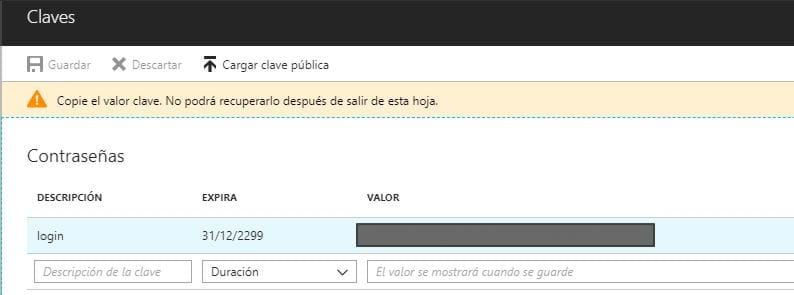 Claves
Guardar Descartar Cargar clave pública
Copie el valor clave. No podrá recuperarlo después de salir de esta hoja.
Contraseñas
DESCRIPCIÓN EXPIRA VALOR
login 31/12/2299
Descripción de la clave Duración El valor se mostrará cuando se guarde